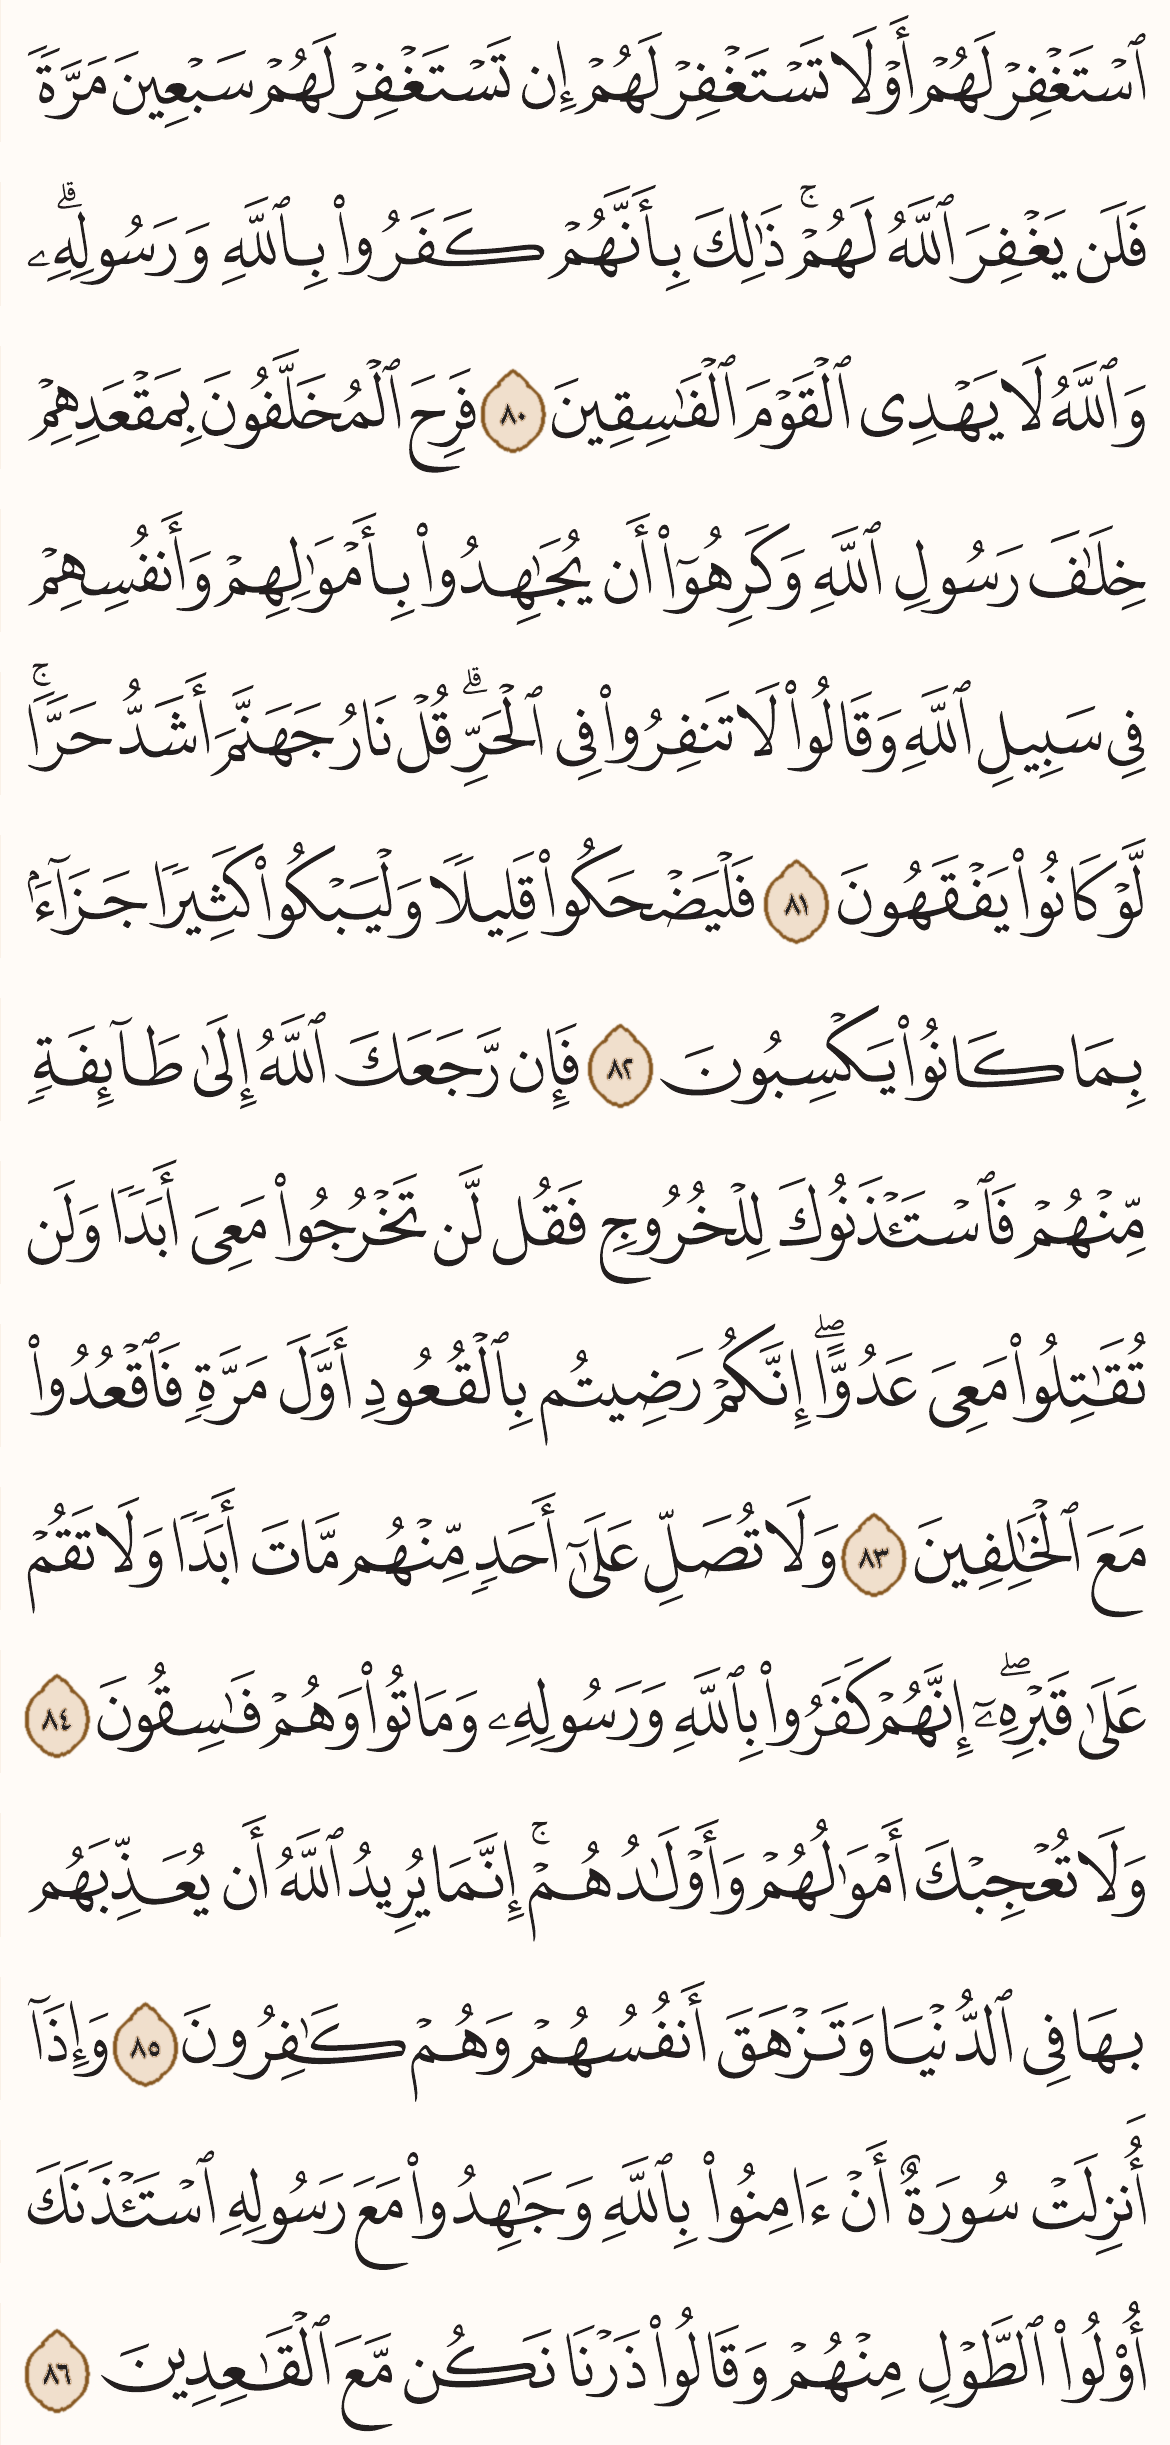 ٱسْتَغْفِرْ لَهُمْ أَوْ لَا تَسْتَغْفِرْ لَهُمْ إِن تَسْتَغْفِرْ لَهُمْ سَبْعِينَ مَرَّةً
فَلَن يَغْفِرَ ٱللَّهُ لَهُمْ ۚ ذَٰلِكَ بِأَنَّهُمْ كَفَرُوا۟ بِٱللَّهِ وَرَسُولِهِۦ ۗ
وَٱللَّهُ لَا يَهْدِى ٱلْقَوْمَ ٱلْفَـٰسِقِينَ ٨٠ فَرِحَ ٱلْمُخَلَّفُونَ بِمَقْعَدِهِمْ
خِلَـٰفَ رَسُولِ ٱللَّهِ وَكَرِهُوٓا۟ أَن يُجَـٰهِدُوا۟ بِأَمْوَٰلِهِمْ وَأَنفُسِهِمْ
فِى سَبِيلِ ٱللَّهِ وَقَالُوا۟ لَا تَنفِرُوا۟ فِى ٱلْحَرِّ ۗ قُلْ نَارُ جَهَنَّمَ أَشَدُّ حَرًّا ۚ
لَّوْ كَانُوا۟ يَفْقَهُونَ ٨١ فَلْيَضْحَكُوا۟ قَلِيلًا وَلْيَبْكُوا۟ كَثِيرًا جَزَآءًۢ
بِمَا كَانُوا۟ يَكْسِبُونَ ٨٢ فَإِن رَّجَعَكَ ٱللَّهُ إِلَىٰ طَآئِفَةٍ
مِّنْهُمْ فَٱسْتَـْٔذَنُوكَ لِلْخُرُوجِ فَقُل لَّن تَخْرُجُوا۟ مَعِىَ أَبَدًا وَلَن
تُقَـٰتِلُوا۟ مَعِىَ عَدُوًّا ۖ إِنَّكُمْ رَضِيتُم بِٱلْقُعُودِ أَوَّلَ مَرَّةٍ فَٱقْعُدُوا۟
مَعَ ٱلْخَـٰلِفِينَ ٨٣ وَلَا تُصَلِّ عَلَىٰٓ أَحَدٍ مِّنْهُم مَّاتَ أَبَدًا وَلَا تَقُمْ
عَلَىٰ قَبْرِهِۦٓ ۖ إِنَّهُمْ كَفَرُوا۟ بِٱللَّهِ وَرَسُولِهِۦ وَمَاتُوا۟ وَهُمْ فَـٰسِقُونَ ٨٤
وَلَا تُعْجِبْكَ أَمْوَٰلُهُمْ وَأَوْلَـٰدُهُمْ ۚ إِنَّمَا يُرِيدُ ٱللَّهُ أَن يُعَذِّبَهُم
بِهَا فِى ٱلدُّنْيَا وَتَزْهَقَ أَنفُسُهُمْ وَهُمْ كَـٰفِرُونَ ٨٥ وَإِذَآ
أُنزِلَتْ سُورَةٌ أَنْ ءَامِنُوا۟ بِٱللَّهِ وَجَـٰهِدُوا۟ مَعَ رَسُولِهِ ٱسْتَـْٔذَنَكَ
أُو۟لُوا۟ ٱلطَّوْلِ مِنْهُمْ وَقَالُوا۟ ذَرْنَا نَكُن مَّعَ ٱلْقَـٰعِدِينَ ٨٦